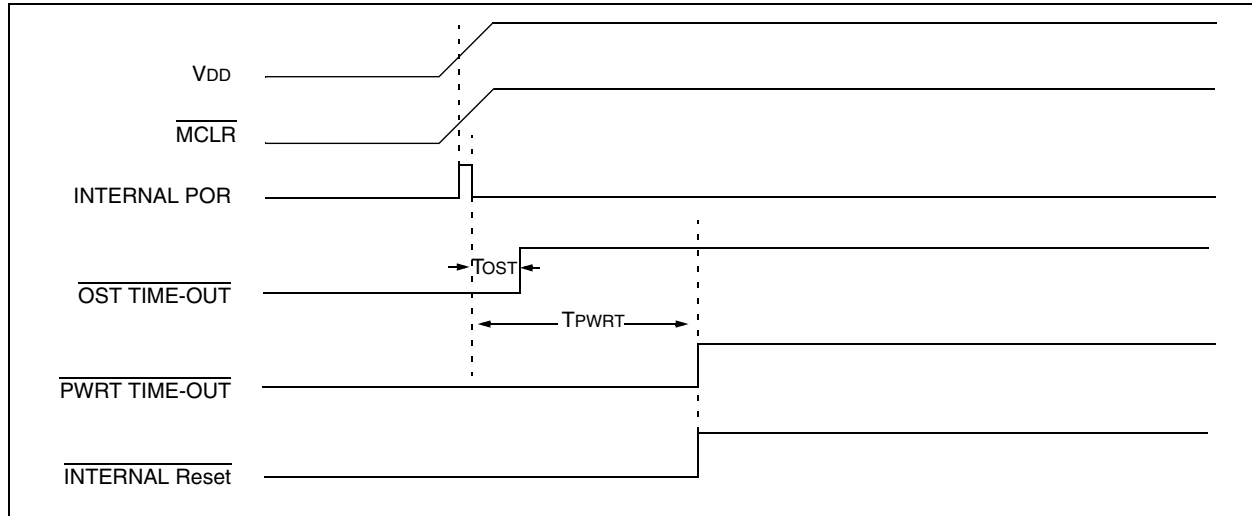 VDD
MCLR
INTERNAL POR
TOST
OST TIME-OUT
TPWRT
PWRT TIME-OUT
INTERNAL Reset